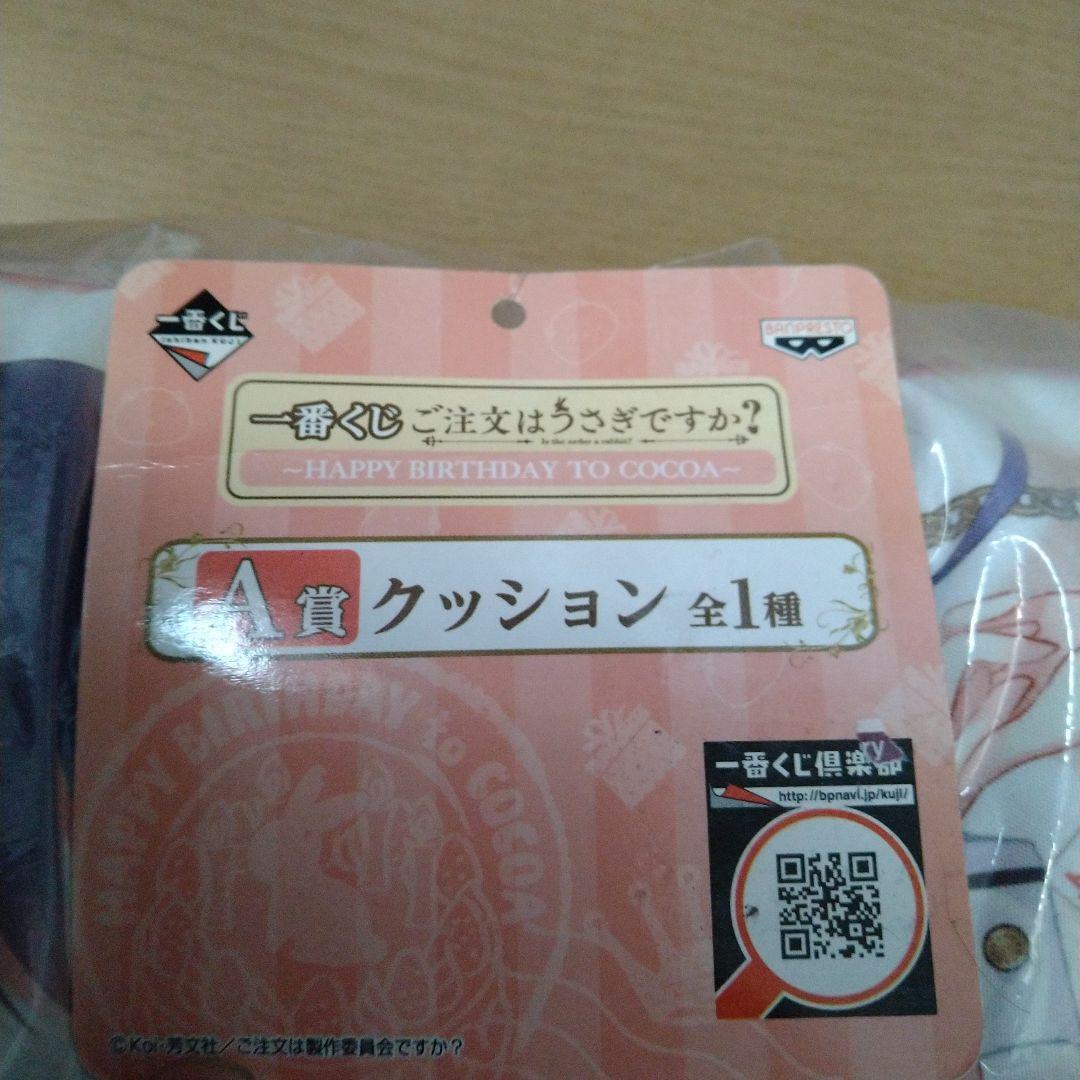 一番くじ
Ichiban KUJI
BANPRESTO
一番くじ ご注文はうさぎですか?
Is the order a rabbit?
~HAPPY BIRTHDAY TO COCOA~
A賞 クッション 全1種
HAPPY BIRTHDAY to COCOA
一番くじ倶楽部
http://bpnavi.jp/kuji/
©Koi・芳文社/ご注文は製作委員会ですか?